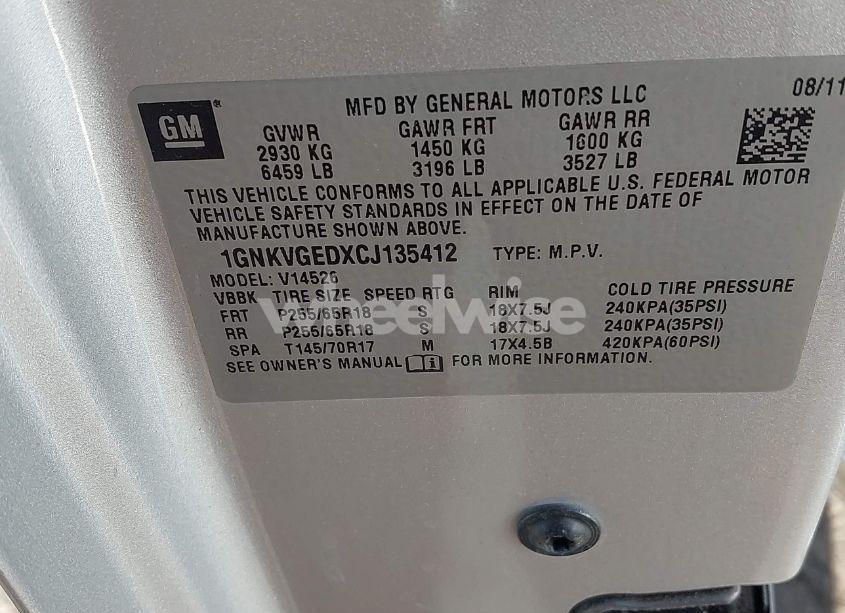 GM
MFD BY GENERAL MOTORS LLC 08/11
GVWR GAWR FRT GAWR RR
2930 KG 1450 KG 1600 KG
6459 LB 3196 LB 3527 LB
THIS VEHICLE CONFORMS TO ALL APPLICABLE U.S. FEDERAL MOTOR
VEHICLE SAFETY STANDARDS IN EFFECT ON THE DATE OF
MANUFACTURE SHOWN ABOVE.
1GNKVGEDXCJ135412 TYPE: M.P.V.
MODEL: V14526
VBBK TIRE SIZE SPEED RTG RIM COLD TIRE PRESSURE
FRT P255/65R18 S 18X7.5J 240KPA(35PSI)
RR P255/65R18 S 18X7.5J 240KPA(35PSI)
SPA T145/70R17 M 17X4.5B 420KPA(60PSI)
SEE OWNER'S MANUAL FOR MORE INFORMATION.
wheelwise